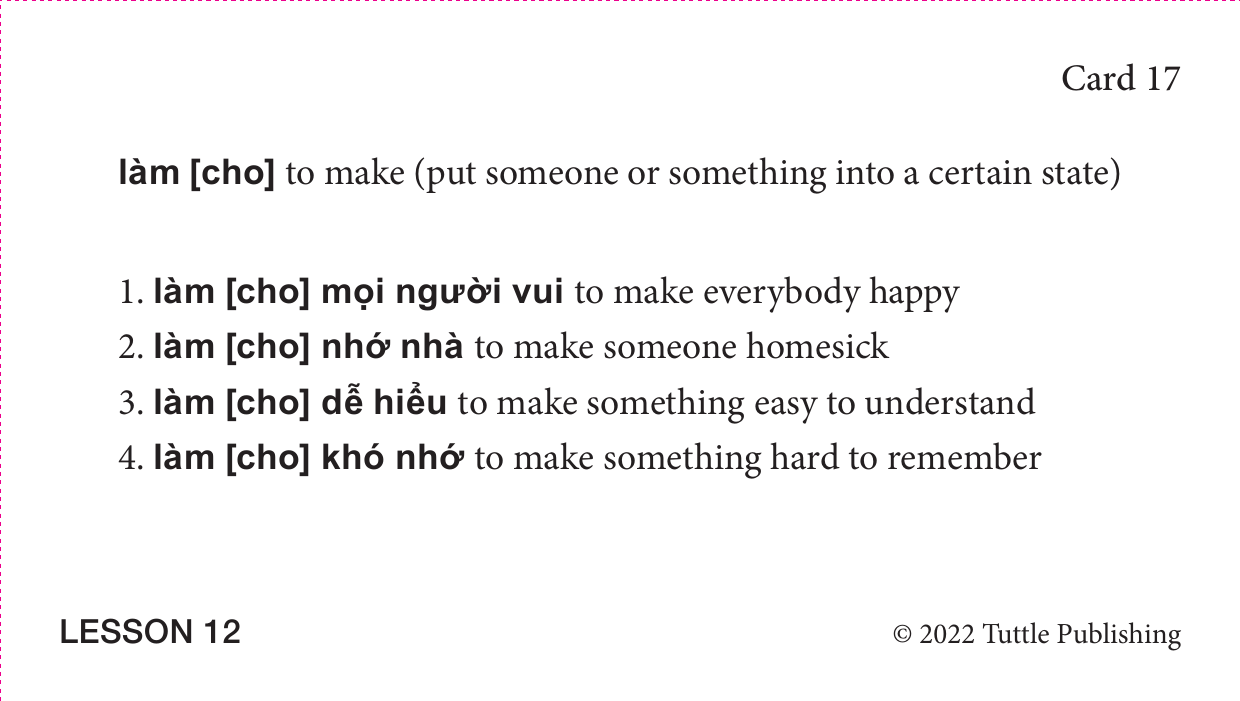 Card 17
làm [cho] to make (put someone or something into a certain state)
1. làm [cho] mọi người vui to make everybody happy
2. làm [cho] nhớ nhà to make someone homesick
3. làm [cho] dễ hiểu to make something easy to understand
4. làm [cho] khó nhớ to make something hard to remember
LESSON 12
© 2022 Tuttle Publishing